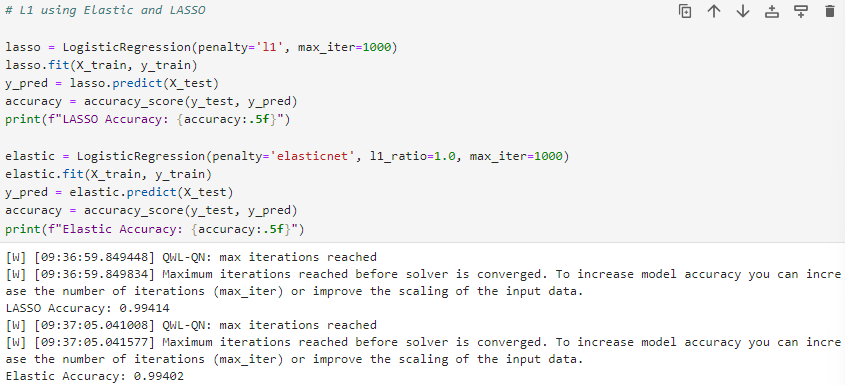 # L1 using Elastic and LASSO
lasso = LogisticRegression(penalty='l1', max_iter=1000)
lasso.fit(X_train, y_train)
y_pred = lasso.predict(X_test)
accuracy = accuracy_score(y_test, y_pred)
print(f"LASSO Accuracy: {accuracy:.5f}")
elastic = LogisticRegression(penalty='elasticnet', l1_ratio=1.0, max_iter=1000)
elastic.fit(X_train, y_train)
y_pred = elastic.predict(X_test)
accuracy = accuracy_score(y_test, y_pred)
print(f"Elastic Accuracy: {accuracy:.5f}")
[W] [09:36:59.849448] QWL-QN: max iterations reached
[W] [09:36:59.849834] Maximum iterations reached before solver is converged. To increase model accuracy you can incre
ase the number of iterations (max_iter) or improve the scaling of the input data.
LASSO Accuracy: 0.99414
[W] [09:37:05.041008] QWL-QN: max iterations reached
[W] [09:37:05.041577] Maximum iterations reached before solver is converged. To increase model accuracy you can incre
ase the number of iterations (max_iter) or improve the scaling of the input data.
Elastic Accuracy: 0.99402